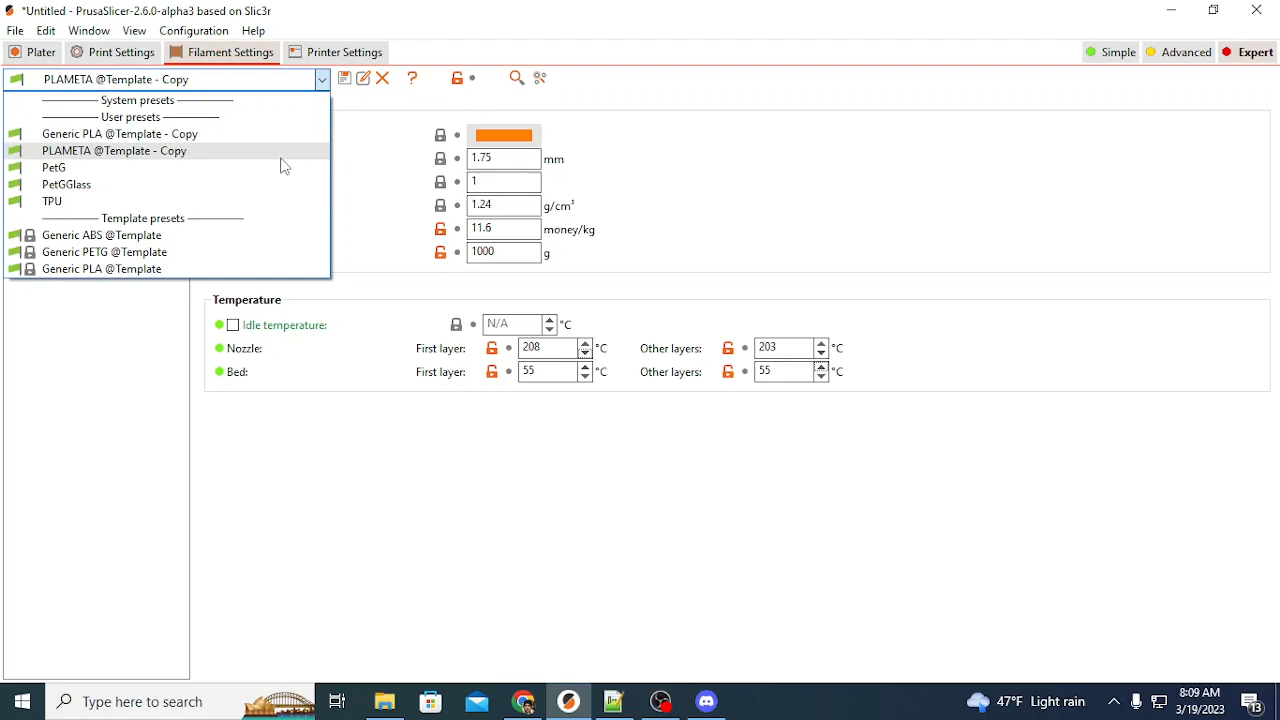 *Untitled - PrusaSlicer-2.6.0-alpha3 based on Slic3r
File Edit Window View Configuration Help
Plater Print Settings Filament Settings Printer Settings Simple Advanced Expert
PLAMETA @Template - Copy
System presets
User presets
Generic PLA @Template - Copy
PLAMETA @Template - Copy
PetG
PetGGlass
TPU
Template presets
Generic ABS @Template
Generic PETG @Template
Generic PLA @Template
1.75 mm
1
1.24 g/cm³
11.6 money/kg
1000 g
Temperature
Idle temperature: N/A °C
Nozzle: First layer: 208 °C Other layers: 203 °C
Bed: First layer: 55 °C Other layers: 55 °C
Type here to search
47°F Light rain
8:09 AM
3/19/2023
13